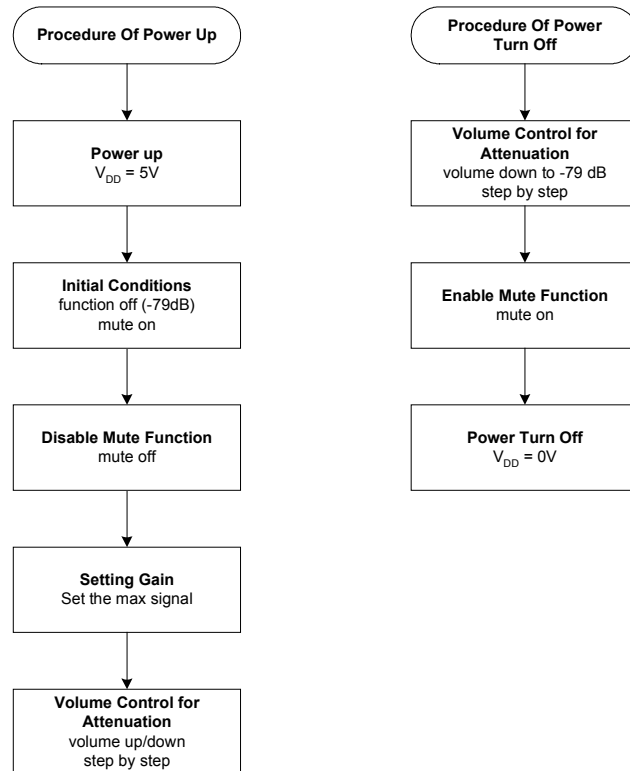 Procedure Of Power Up
Power up
VDD = 5V
Initial Conditions
function off (-79dB)
mute on
Disable Mute Function
mute off
Setting Gain
Set the max signal
Volume Control for
Attenuation
volume up/down
step by step
Procedure Of Power
Turn Off
Volume Control for
Attenuation
volume down to -79 dB
step by step
Enable Mute Function
mute on
Power Turn Off
VDD = 0V